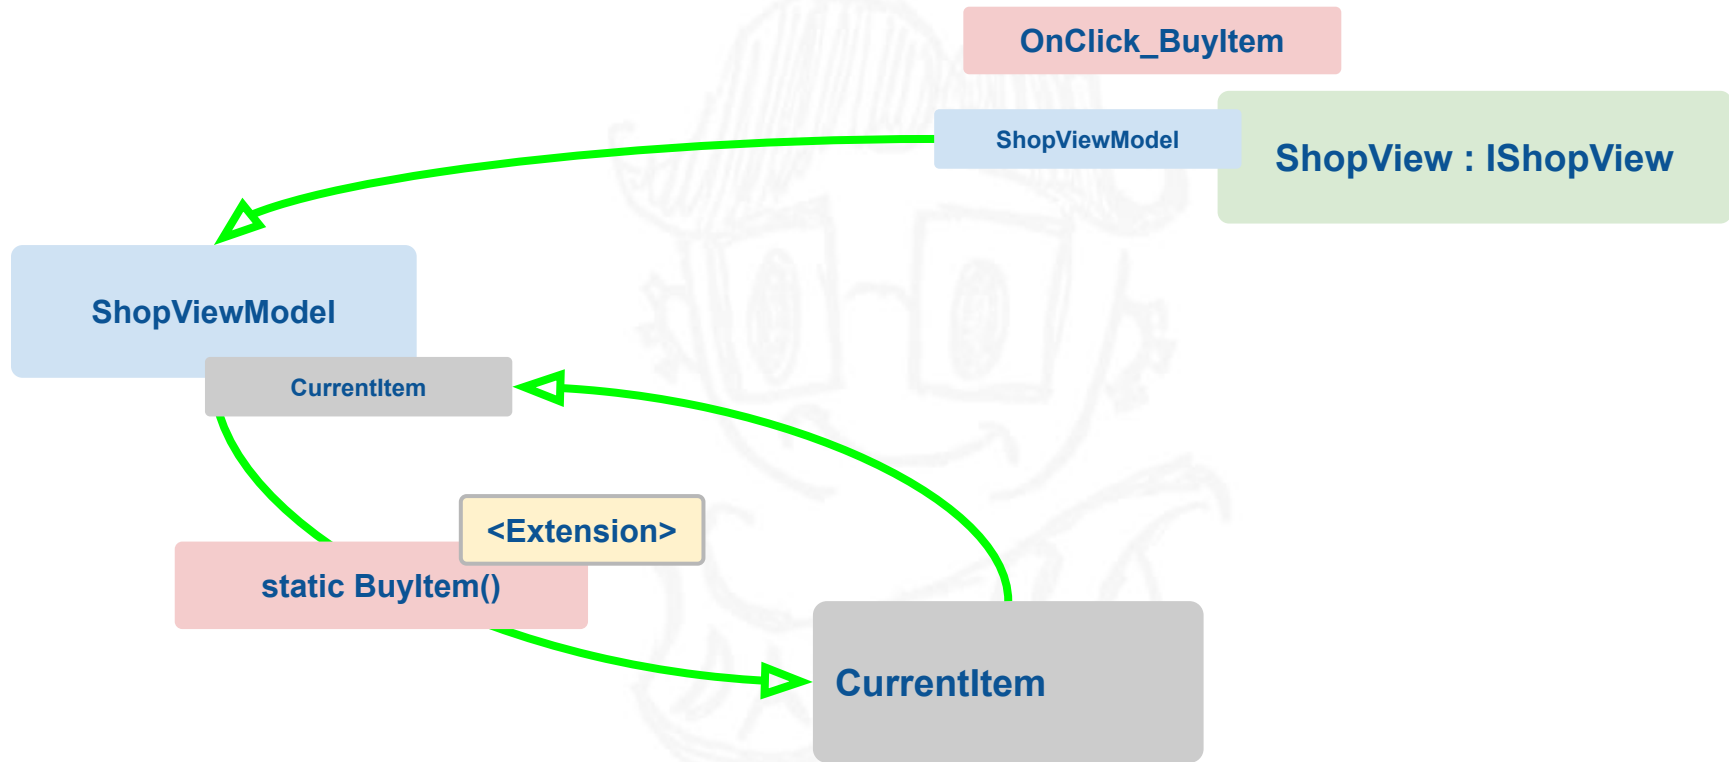 OnClick_BuyItem
ShopViewModel
ShopView : IShopView
ShopViewModel
CurrentItem
<Extension>
static BuyItem()
CurrentItem